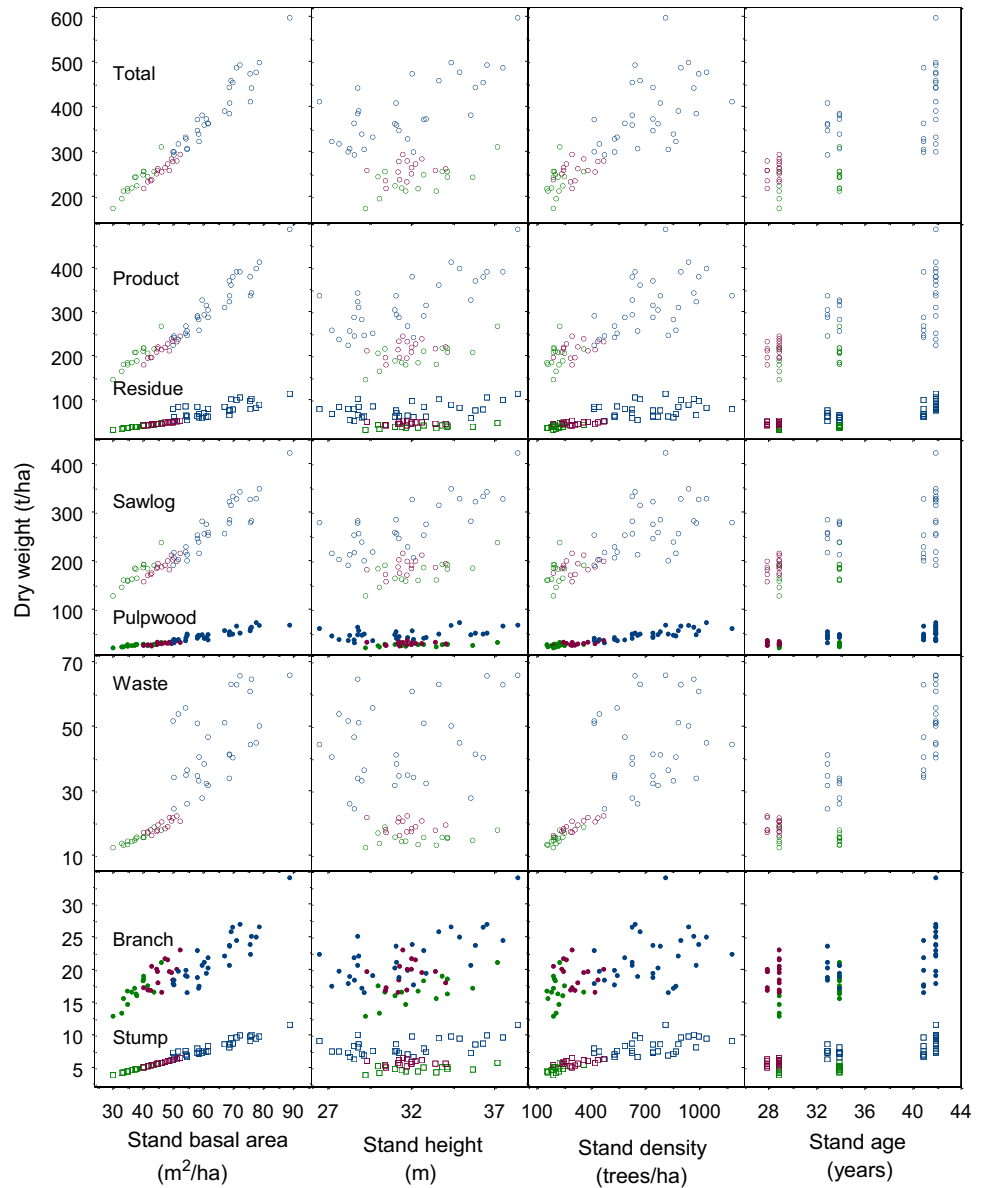 600
500
400
300
200
Total
400
300
200
100
Product
Residue
400
300
200
100
Sawlog
Pulpwood
70
50
30
10
Waste
30
25
20
15
10
5
Branch
Stump
Dry weight (t/ha)
30 40 50 60 70 80 90
27 32 37
100 400 700 1000
28 32 36 40 44
Stand basal area
(m²/ha)
Stand height
(m)
Stand density
(trees/ha)
Stand age
(years)